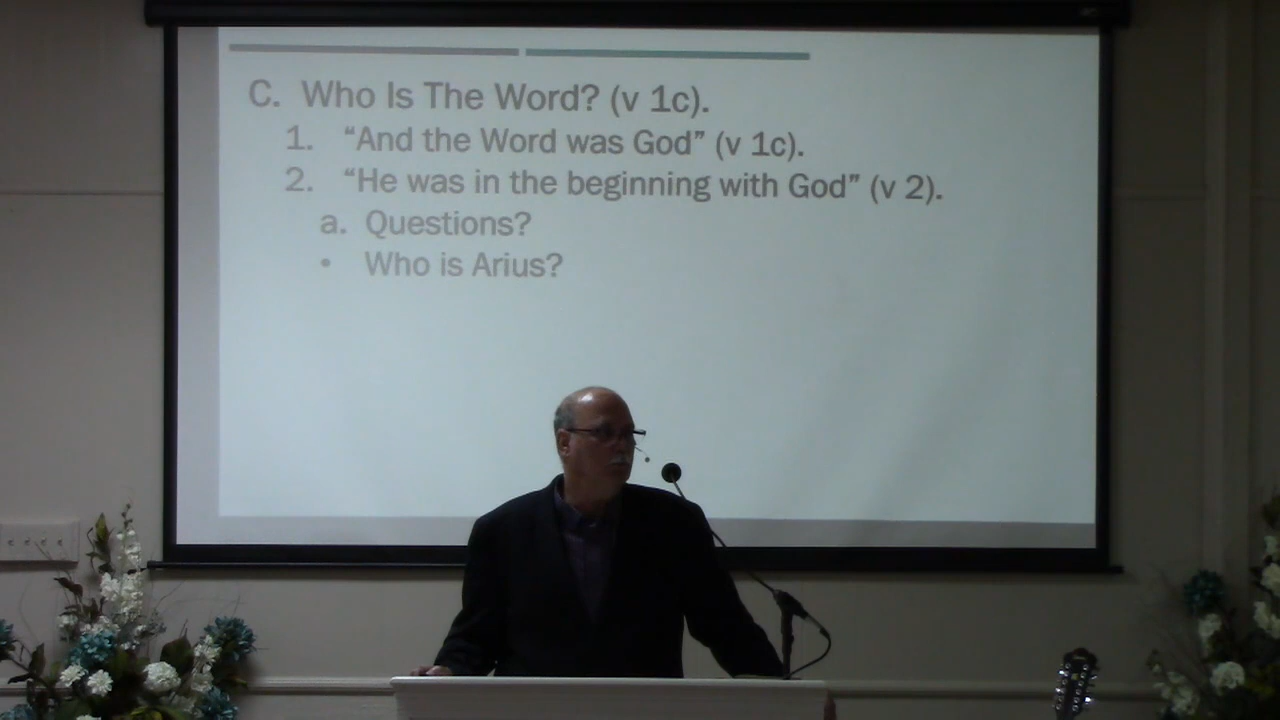 C. Who Is The Word? (v 1c).
1. “And the Word was God” (v 1c).
2. “He was in the beginning with God” (v 2).
a. Questions?
• Who is Arius?